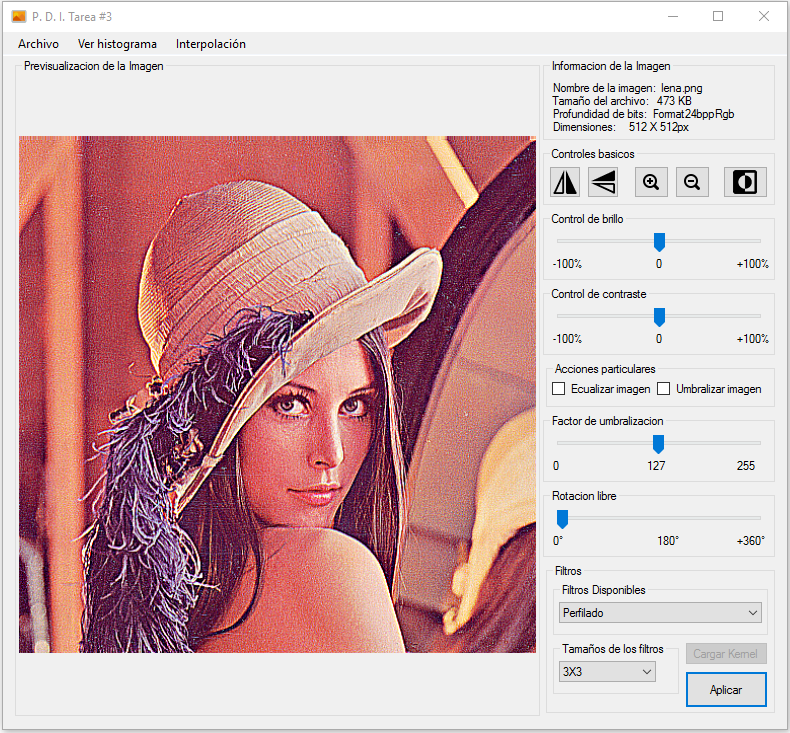 P. D. I. Tarea #3
Archivo Ver histograma Interpolación
Previsualizacion de la Imagen
Informacion de la Imagen
Nombre de la imagen: lena.png
Tamaño del archivo: 473 KB
Profundidad de bits: Format24bppRgb
Dimensiones: 512 X 512px
Controles basicos
Control de brillo
-100% 0 +100%
Control de contraste
-100% 0 +100%
Acciones particulares
Ecualizar imagen Umbralizar imagen
Factor de umbralizacion
0 127 255
Rotacion libre
0° 180° +360°
Filtros
Filtros Disponibles
Perfilado
Tamaños de los filtros
3X3
Cargar Kernel
Aplicar